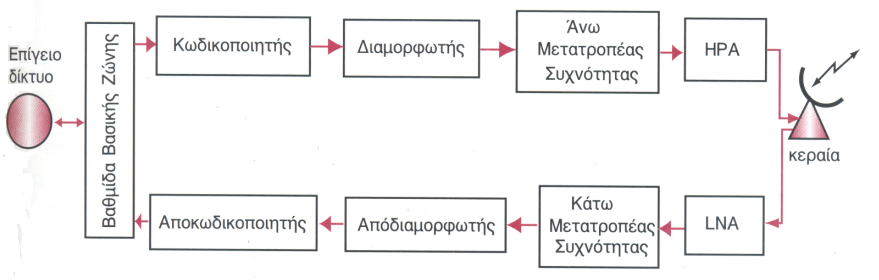 Επίγειο
δίκτυο
Βαθμίδα Βασικής Ζώνης
Κωδικοποιητής
Διαμορφωτής
Άνω
Μετατροπέας
Συχνότητας
HPA
κεραία
Αποκωδικοποιητής
Απόδιαμορφωτής
Κάτω
Μετατροπέας
Συχνότητας
LNA